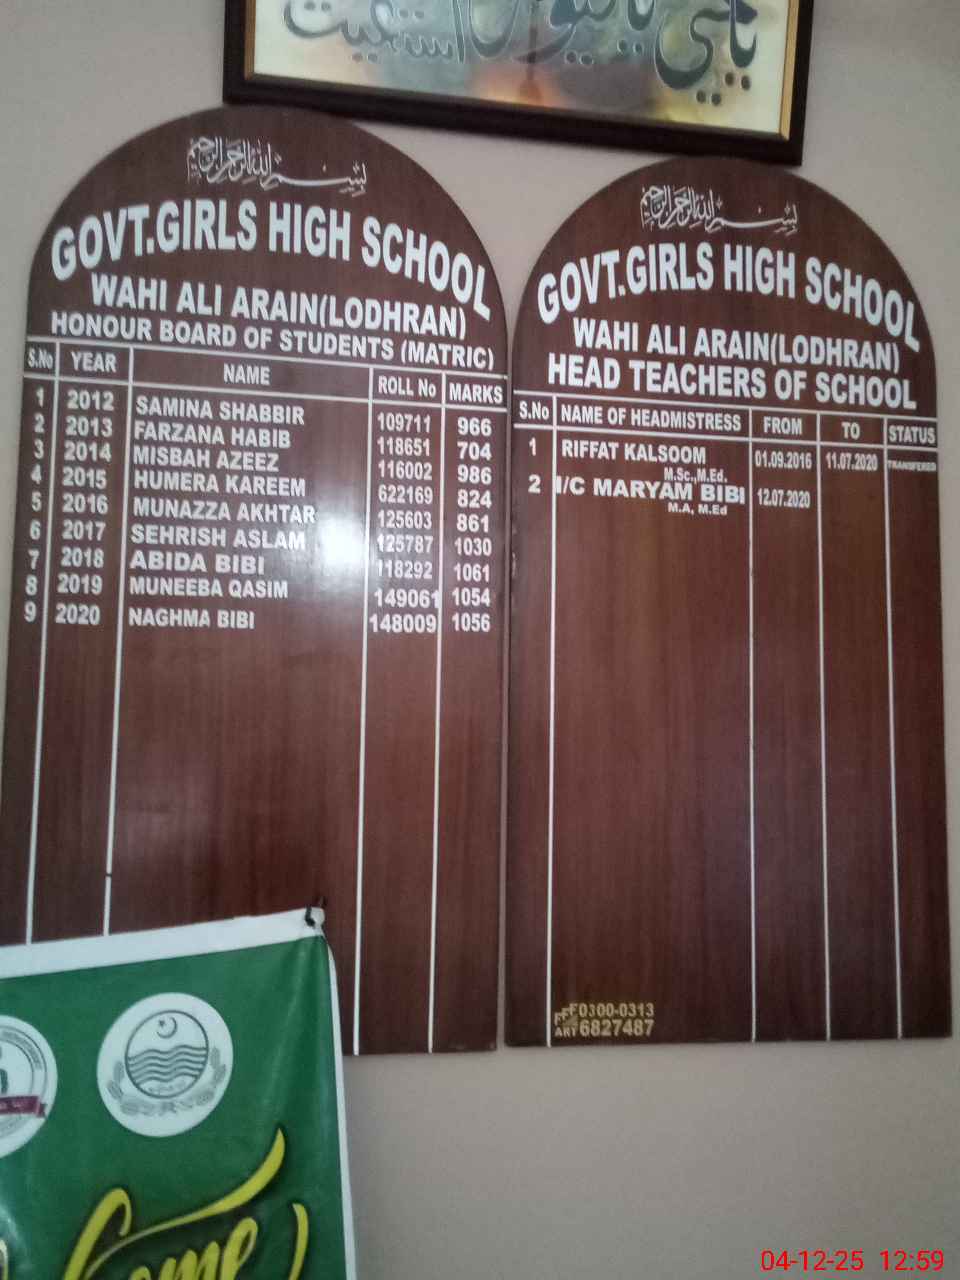 یا حی یا قیوم
بسم الله الرحمن الرحيم
GOVT.GIRLS HIGH SCHOOL
WAHI ALI ARAIN(LODHRAN)
HONOUR BOARD OF STUDENTS (MATRIC)
S.No YEAR NAME ROLL No MARKS
1 2012 SAMINA SHABBIR 109711 966
2 2013 FARZANA HABIB 118651 704
3 2014 MISBAH AZEEZ 116002 986
4 2015 HUMERA KAREEM 622169 824
5 2016 MUNAZZA AKHTAR 125603 861
6 2017 SEHRISH ASLAM 125787 1030
7 2018 ABIDA BIBI 118292 1061
8 2019 MUNEEBA QASIM 149061 1054
9 2020 NAGHMA BIBI 148009 1056
بسم الله الرحمن الرحيم
GOVT.GIRLS HIGH SCHOOL
WAHI ALI ARAIN(LODHRAN)
HEAD TEACHERS OF SCHOOL
S.No NAME OF HEADMISTRESS FROM TO STATUS
1 RIFFAT KALSOOM 01.09.2016 11.07.2020 TRANSFERED
M.Sc.,M.Ed.
2 I/C MARYAM BIBI 12.07.2020
M.A, M.Ed
0300-0313
ART 6827487
04-12-25 12:59